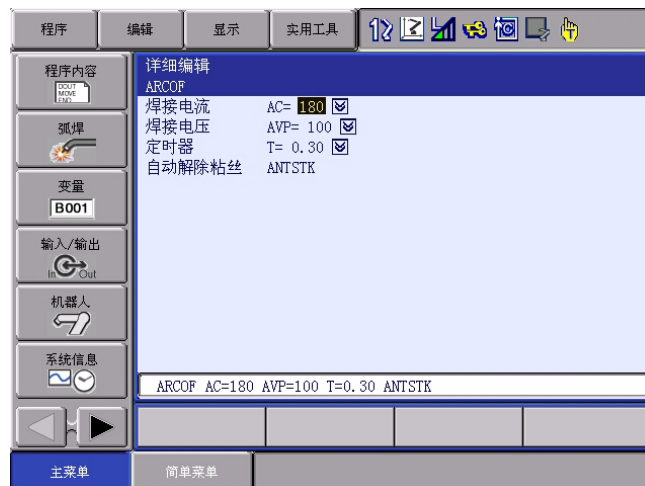 程序 编辑 显示 实用工具
程序内容
DOUT
MOVE
END
弧焊
变量
B001
输入/输出
In Out
机器人
系统信息
详细编辑
ARCOF
焊接电流 AC= 180
焊接电压 AVP= 100
定时器 T= 0.30
自动解除粘丝 ANTSTK
ARCOF AC=180 AVP=100 T=0.30 ANTSTK
主菜单 简单菜单